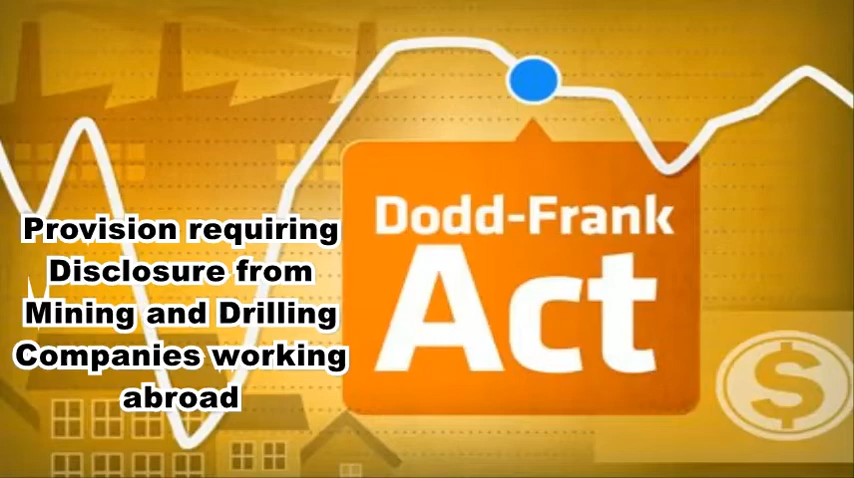 Provision requiring
Disclosure from
Mining and Drilling
Companies working
abroad
Dodd-Frank
Act
$